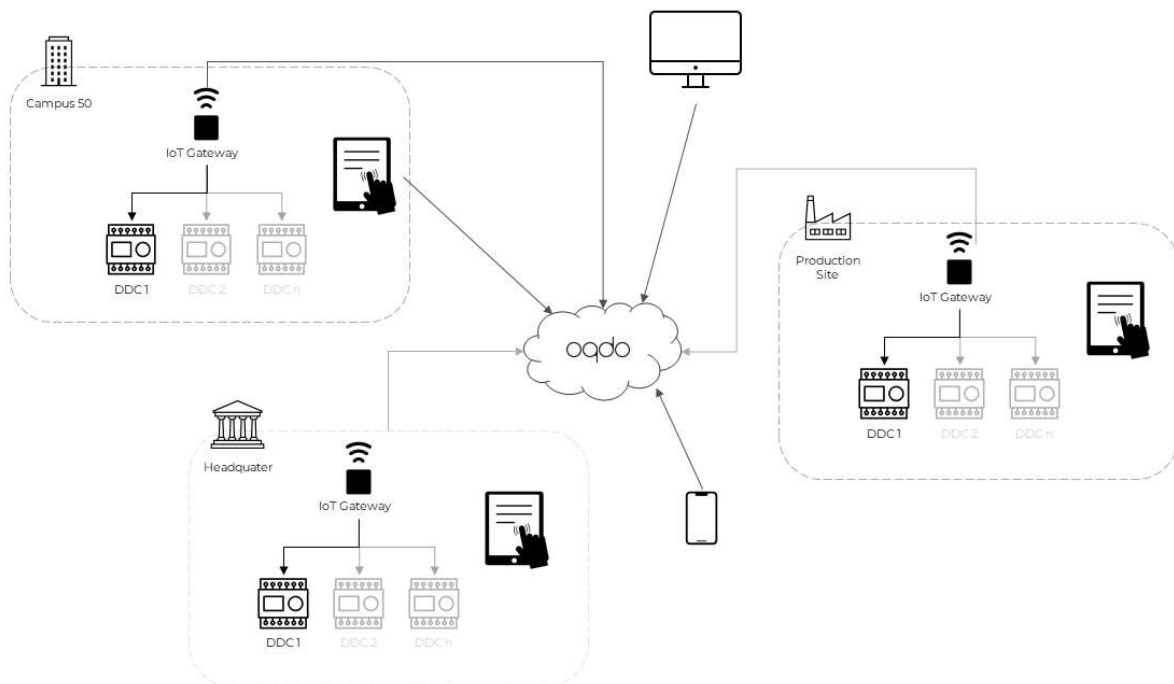 Campus 50
IoT Gateway
DDC 1
DDC 2
DDC n
oqdo
Production
Site
IoT Gateway
DDC 1
DDC 2
DDC n
Headquater
IoT Gateway
DDC 1
DDC 2
DDC n